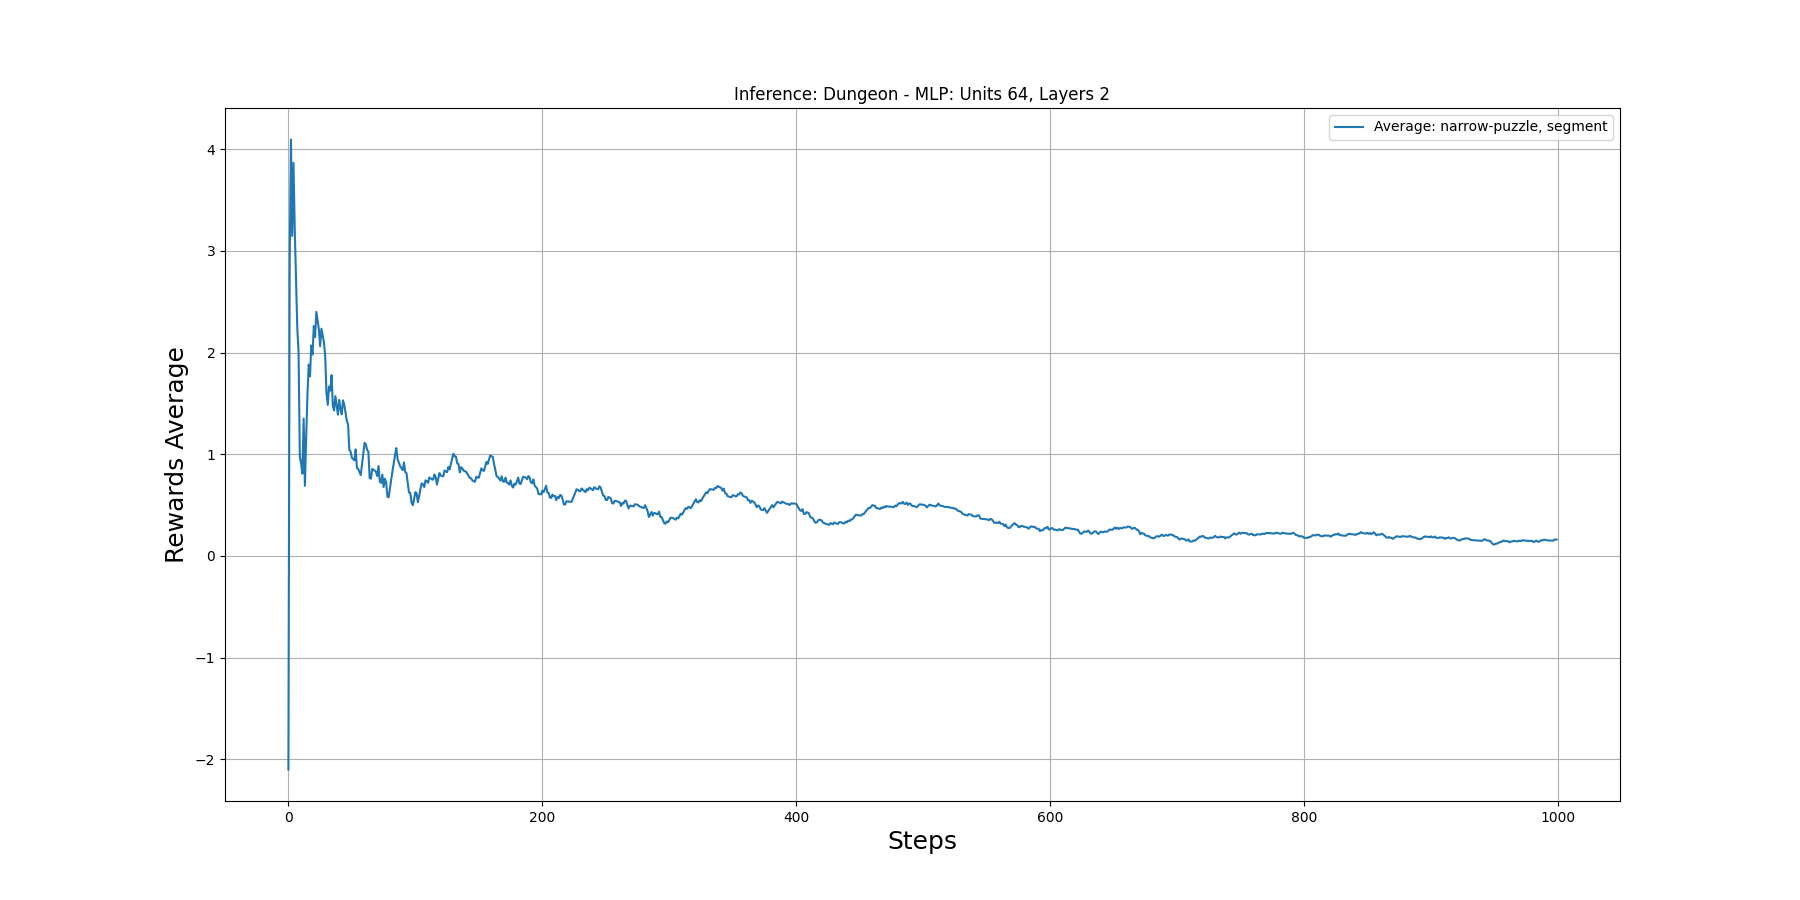 Inference: Dungeon - MLP: Units 64, Layers 2
Average: narrow-puzzle, segment
Rewards Average
4
3
2
1
0
−1
−2
0 200 400 600 800 1000
Steps